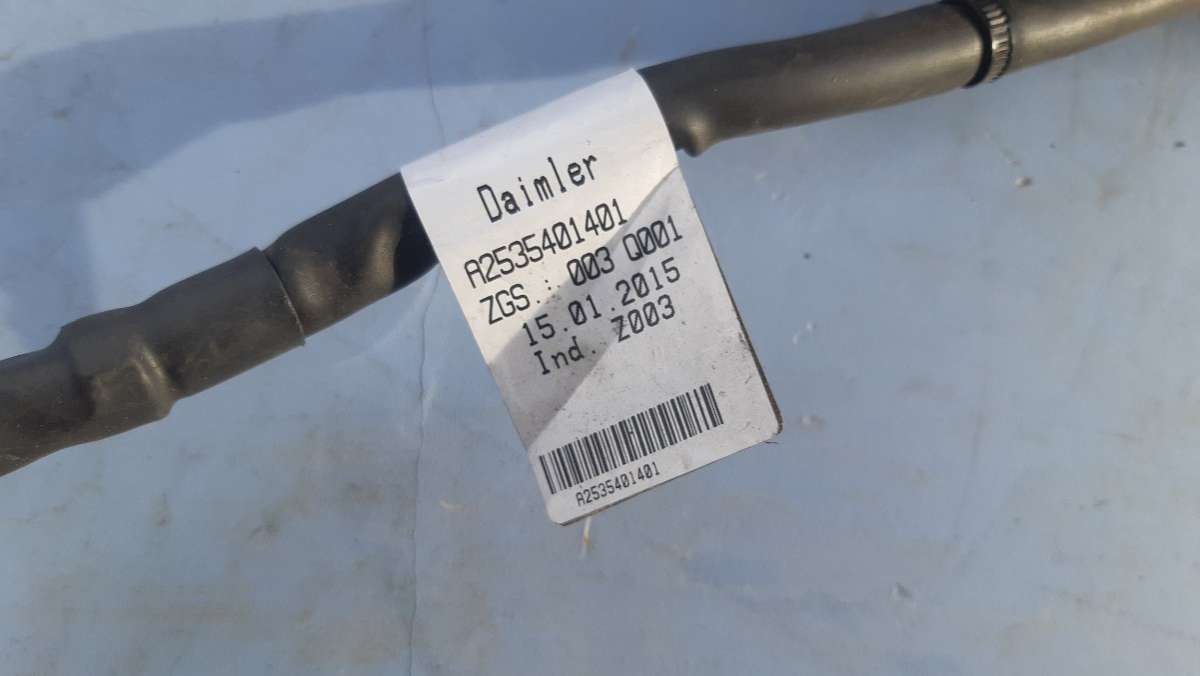 Daimler
A2535401401
ZGS.: 003 Q001
15.01.2015
Ind. Z003
A2535401401